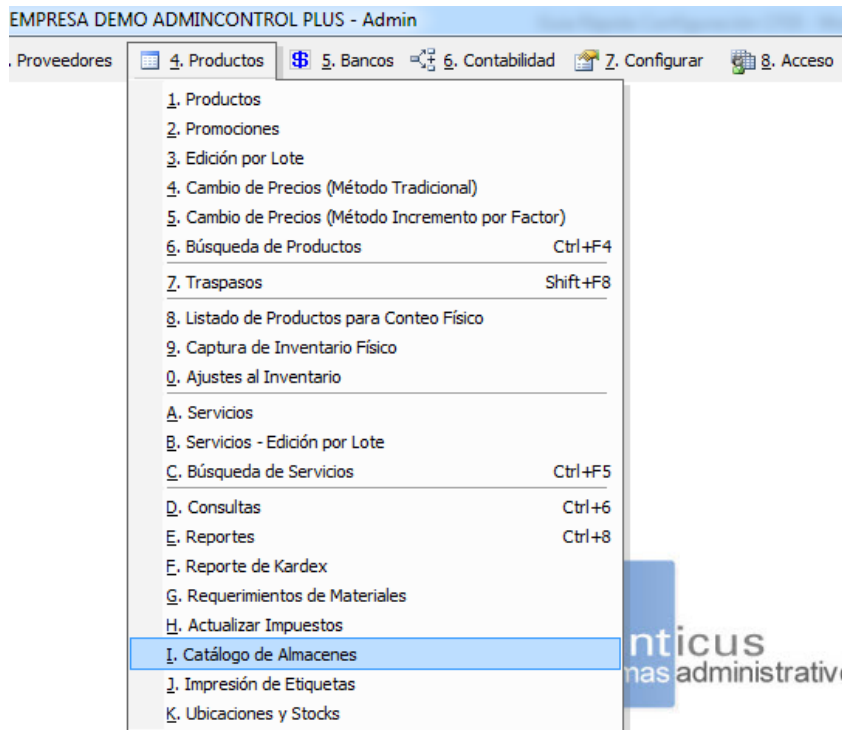 EMPRESA DEMO ADMINCONTROL PLUS - Admin
. Proveedores 4. Productos 5. Bancos 6. Contabilidad 7. Configurar 8. Acceso
1. Productos
2. Promociones
3. Edición por Lote
4. Cambio de Precios (Método Tradicional)
5. Cambio de Precios (Método Incremento por Factor)
6. Búsqueda de Productos Ctrl+F4
7. Traspasos Shift+F8
8. Listado de Productos para Conteo Físico
9. Captura de Inventario Físico
0. Ajustes al Inventario
A. Servicios
B. Servicios - Edición por Lote
C. Búsqueda de Servicios Ctrl+F5
D. Consultas Ctrl+6
E. Reportes Ctrl+8
F. Reporte de Kardex
G. Requerimientos de Materiales
H. Actualizar Impuestos
I. Catálogo de Almacenes
J. Impresión de Etiquetas
K. Ubicaciones y Stocks
nticus
mas administrativ